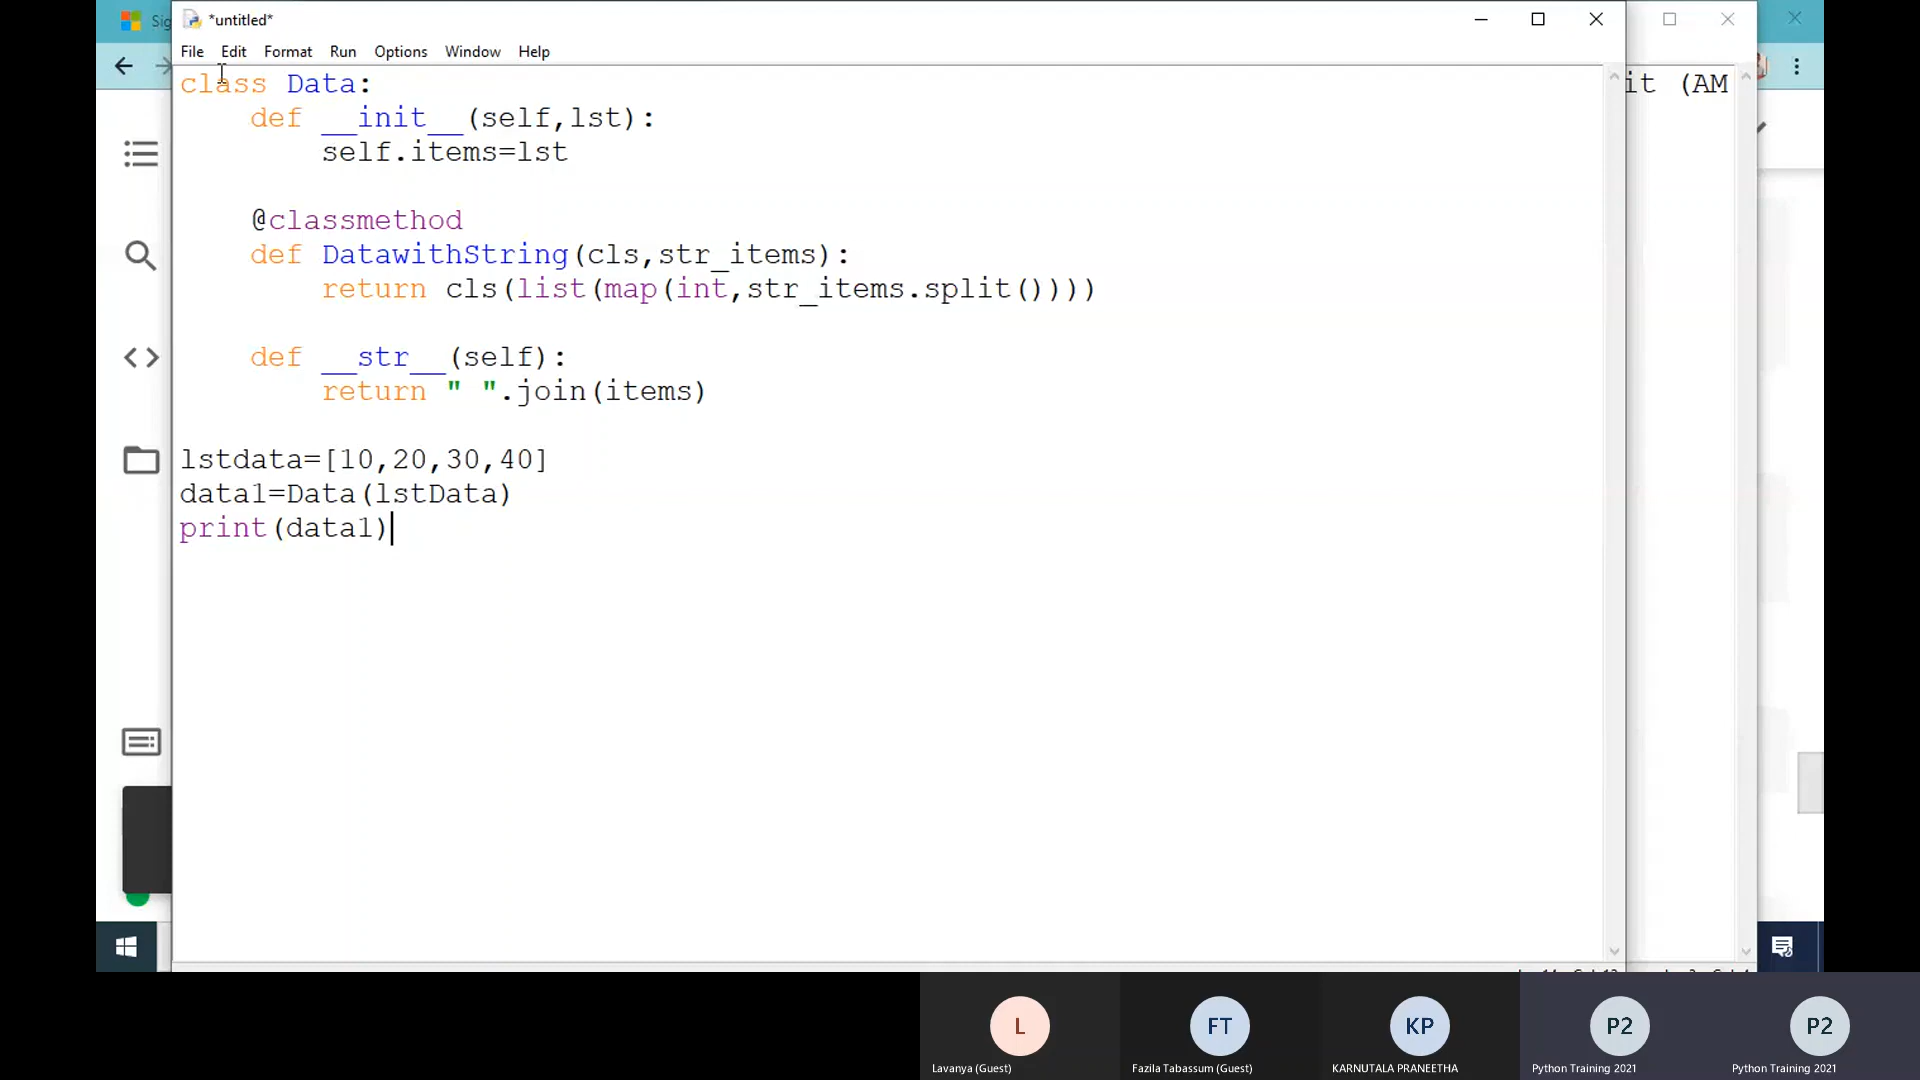 Sig
*untitled*
File Edit Format Run Options Window Help
class Data:
it (AM
def __init__(self,lst):
self.items=lst
@classmethod
def DatawithString(cls,str_items):
return cls(list(map(int,str_items.split())))
def __str__(self):
return " ".join(items)
lstdata=[10,20,30,40]
data1=Data(lstData)
print(data1)
L
FT
KP
P2
P2
Lavanya (Guest)
Fazila Tabassum (Guest)
KARNUTALA PRANEETHA
Python Training 2021
Python Training 2021